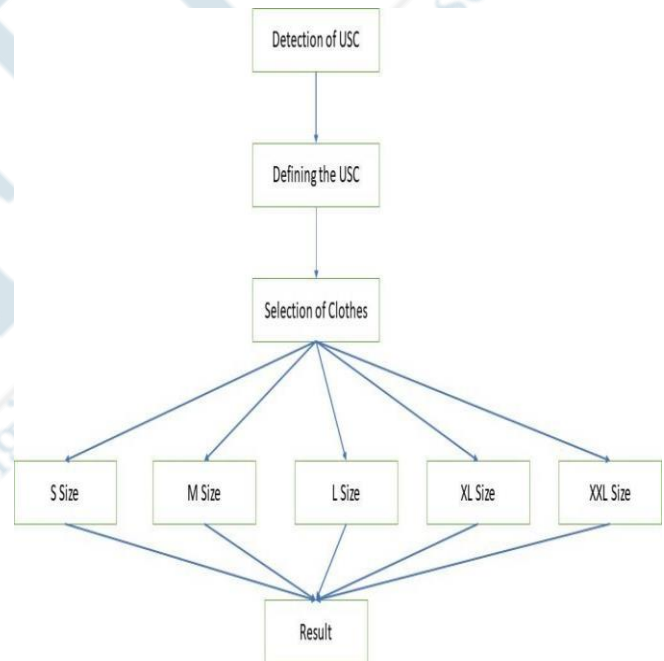 Detection of USC
Defining the USC
Selection of Clothes
S Size
M Size
L Size
XL Size
XXL Size
Result